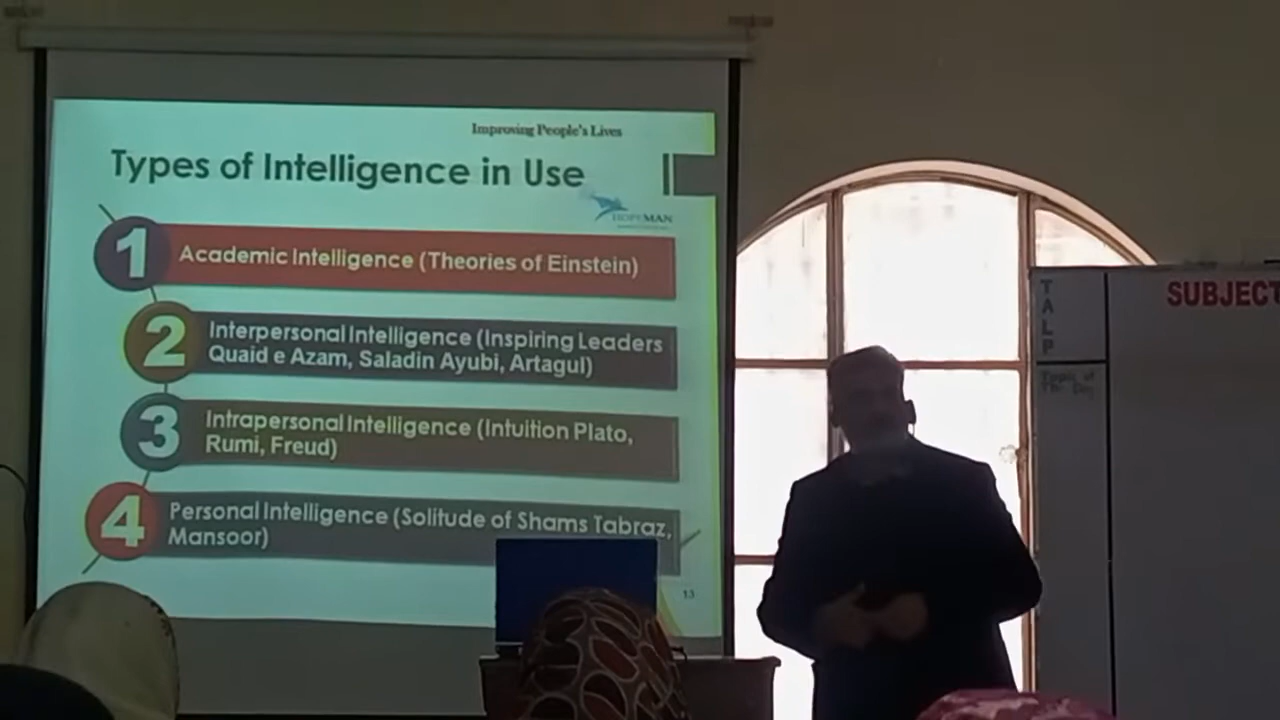 Improving People's Lives
Types of Intelligence in Use
HOPEMAN
1
Academic Intelligence (Theories of Einstein)
2
Interpersonal Intelligence (Inspiring Leaders
Quaid e Azam, Saladin Ayubi, Artagul)
3
Intrapersonal Intelligence (Intuition Plato,
Rumi, Freud)
4
Personal Intelligence (Solitude of Shams Tabraz,
Mansoor)
13
SUBJECT
T
A
L
P